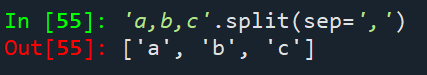 In [55]: 'a,b,c'.split(sep=',')
Out[55]: ['a', 'b', 'c']